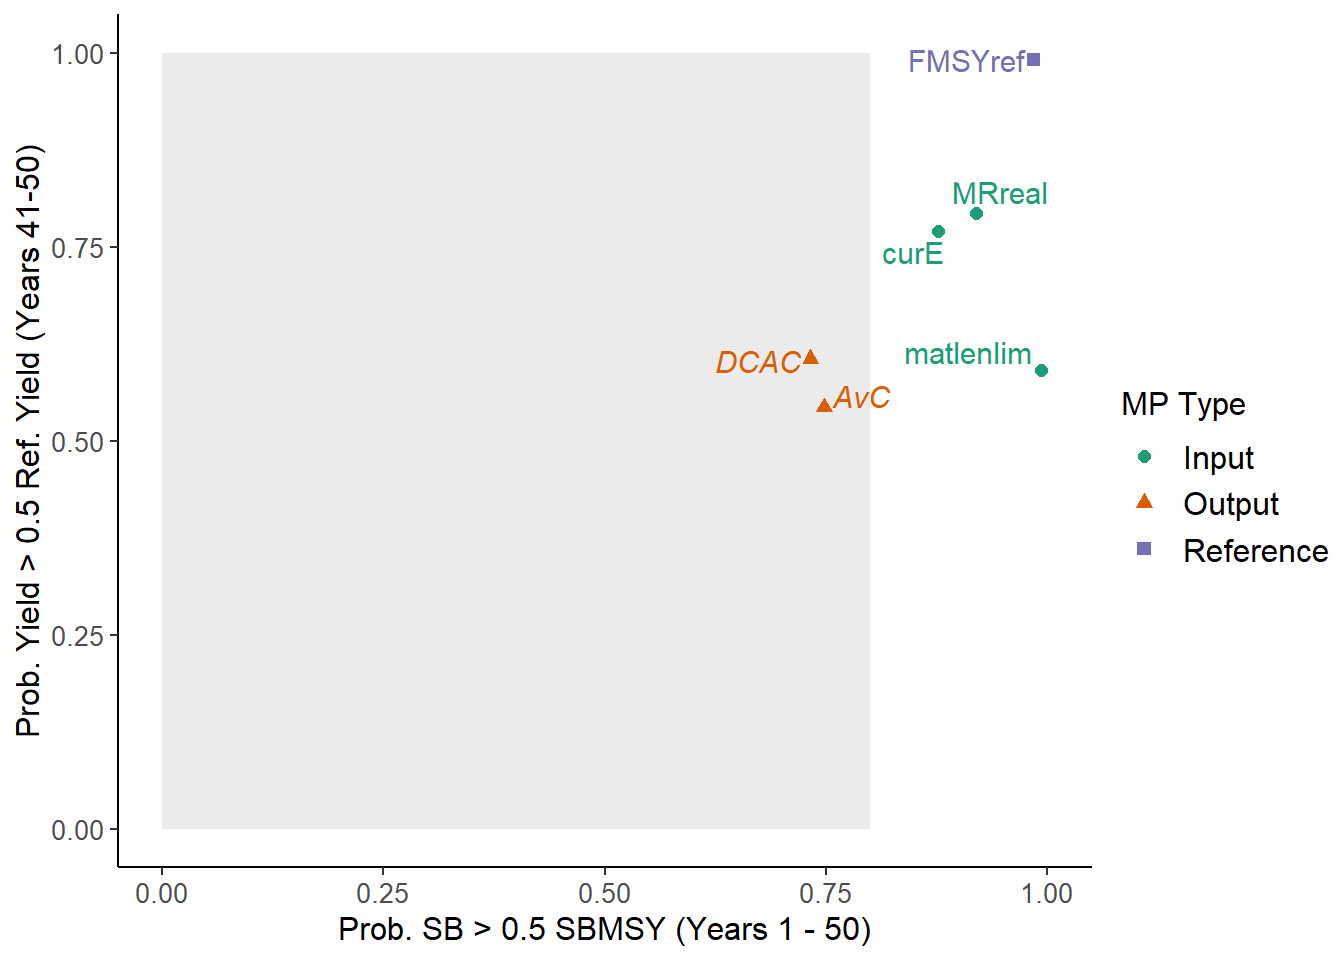 1.00
0.75
0.50
0.25
0.00
Prob. Yield > 0.5 Ref. Yield (Years 41-50)
FMSYref
MRreal
curE
matlenlim
DCAC
AvC
0.00 0.25 0.50 0.75 1.00
Prob. SB > 0.5 SBMSY (Years 1 - 50)
MP Type
Input
Output
Reference